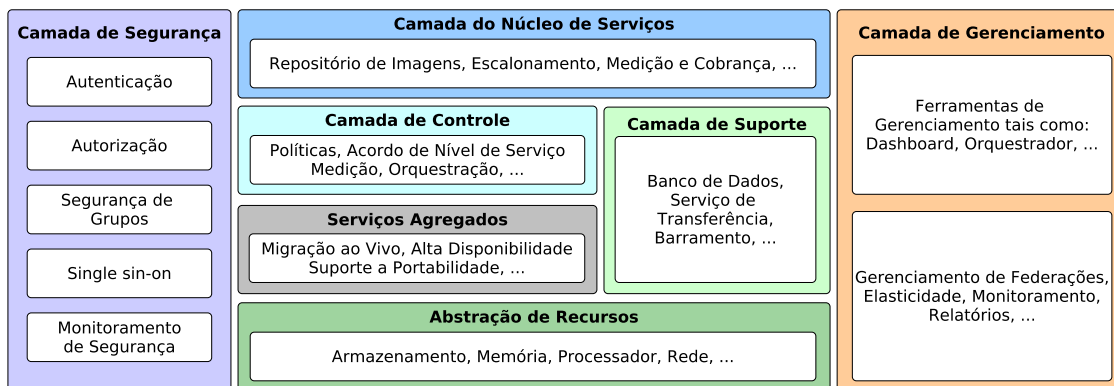 Camada de Segurança
Autenticação
Autorização
Segurança de
Grupos
Single sin-on
Monitoramento
de Segurança
Camada do Núcleo de Serviços
Repositório de Imagens, Escalonamento, Medição e Cobrança, ...
Camada de Controle
Políticas, Acordo de Nível de Serviço
Medição, Orquestração, ...
Serviços Agregados
Migração ao Vivo, Alta Disponibilidade
Suporte a Portabilidade, ...
Camada de Suporte
Banco de Dados,
Serviço de
Transferência,
Barramento, ...
Abstração de Recursos
Armazenamento, Memória, Processador, Rede, ...
Camada de Gerenciamento
Ferramentas de
Gerenciamento tais como:
Dashboard, Orquestrador, ...
Gerenciamento de Federações,
Elasticidade, Monitoramento,
Relatórios, ...